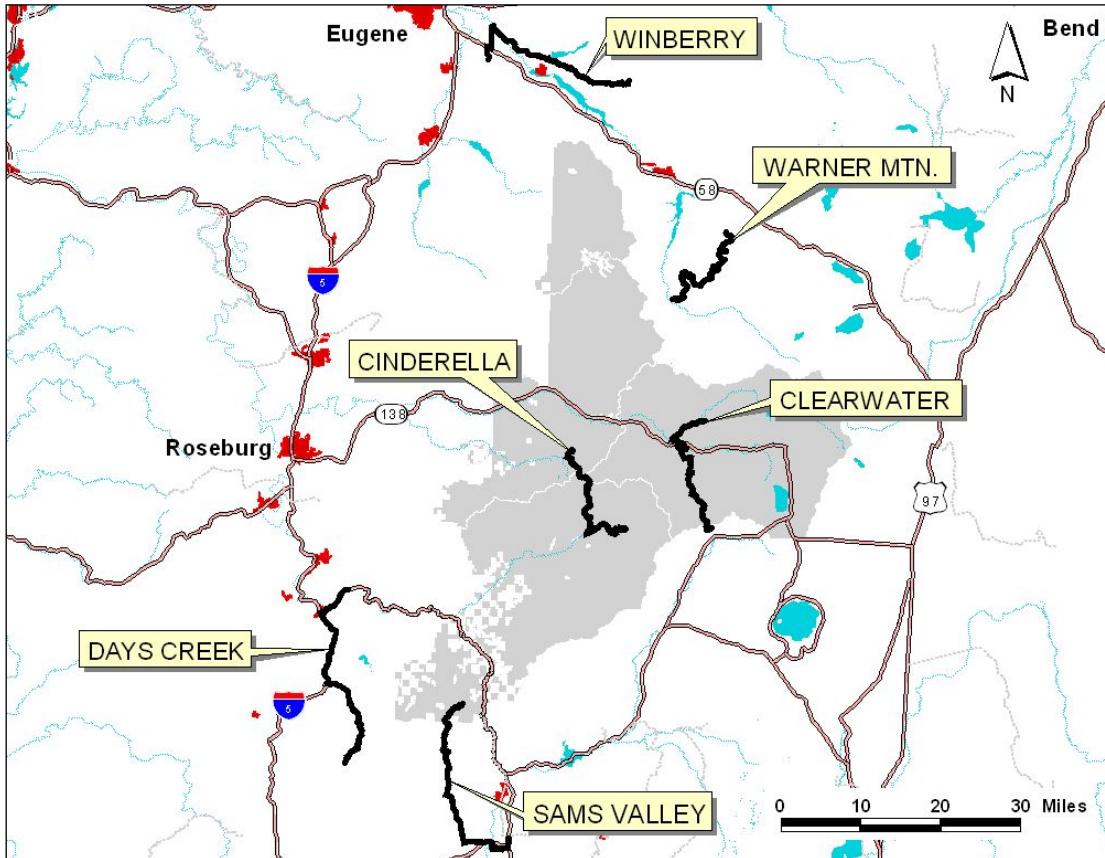 Eugene
WINBERRY
Bend
N
WARNER MTN.
58
5
CINDERELLA
CLEARWATER
138
Roseburg
97
DAYS CREEK
5
SAMS VALLEY
0 10 20 30 Miles